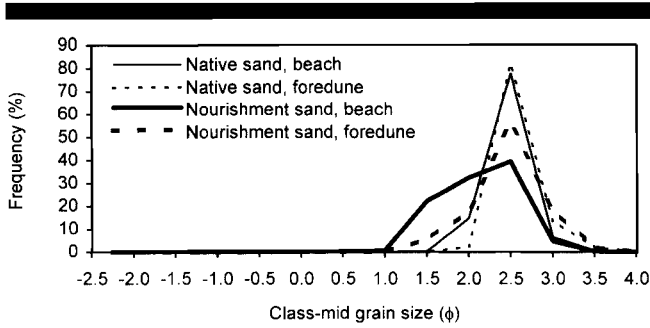 90
80
70
60
50
40
30
20
10
0
Frequency (%)
Native sand, beach
Native sand, foredune
Nourishment sand, beach
Nourishment sand, foredune
-2.5 -2.0 -1.5 -1.0 -0.5 0.0 0.5 1.0 1.5 2.0 2.5 3.0 3.5 4.0
Class-mid grain size (ϕ)